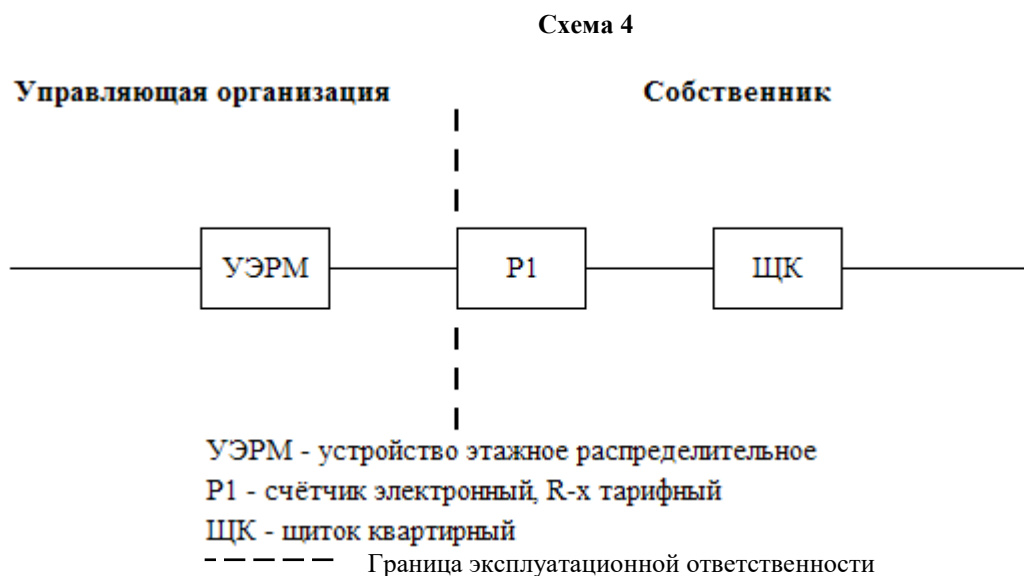 Схема 4
Управляющая организация Собственник
УЭРМ Р1 ЩК
УЭРМ - устройство этажное распределительное
Р1 - счётчик электронный, R-х тарифный
ЩК - щиток квартирный
Граница эксплуатационной ответственности